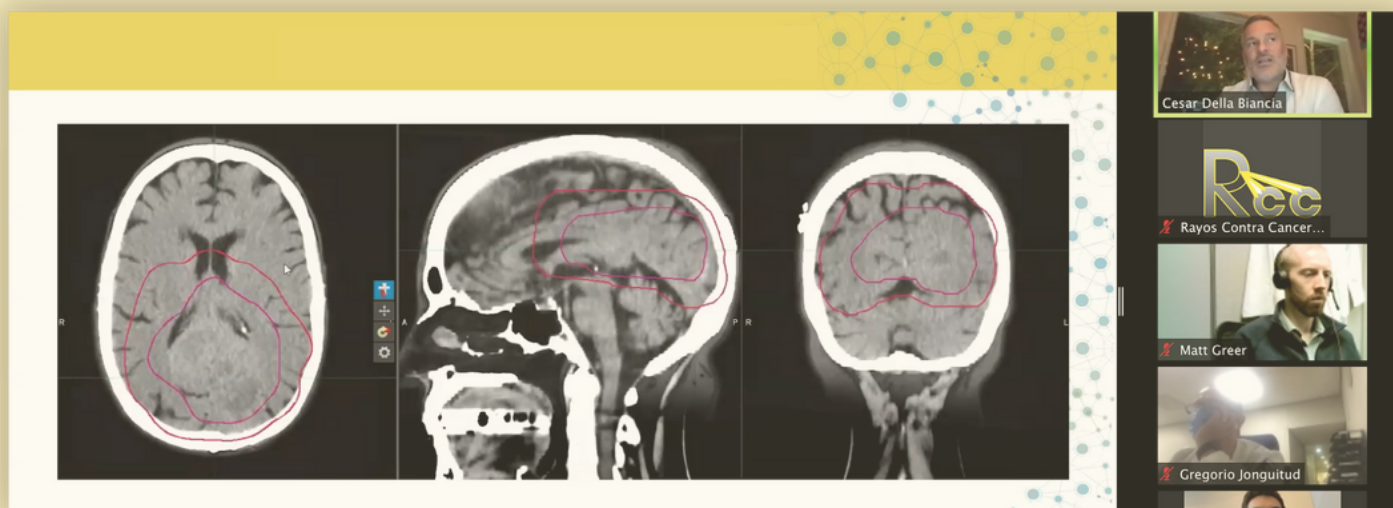 R
A
P R
L
Cesar Della Biancia
Rcc
Rayos Contra Cancer...
Matt Greer
Gregorio Jonguitud